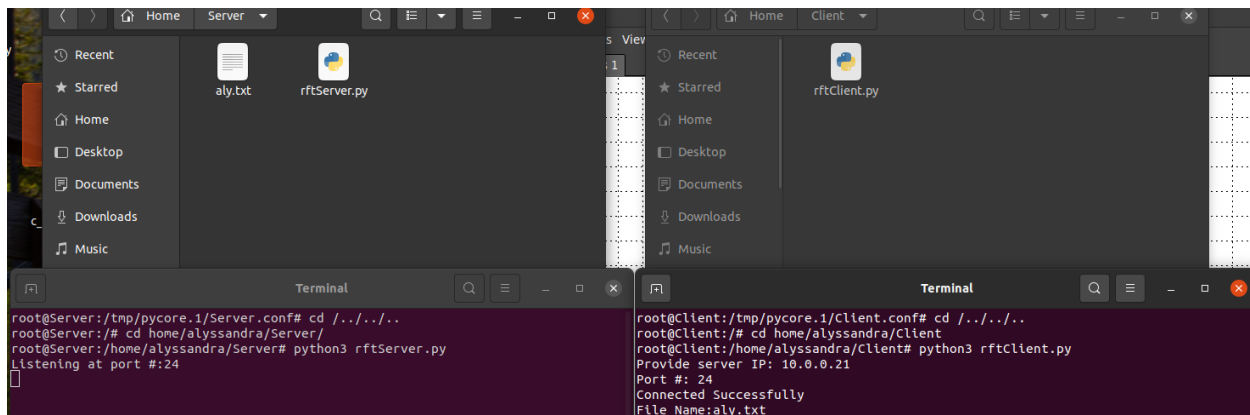 Home Server
Recent
Starred
Home
Desktop
Documents
Downloads
Music
aly.txt
rftServer.py
c_
s View
1
Home Client
Recent
Starred
Home
Desktop
Documents
Downloads
Music
rftClient.py
Terminal
root@Server:/tmp/pycore.1/Server.conf# cd /../../..
root@Server:/# cd home/alyssandra/Server/
root@Server:/home/alyssandra/Server# python3 rftServer.py
Listening at port #:24
Terminal
root@Client:/tmp/pycore.1/Client.conf# cd /../../..
root@Client:/# cd home/alyssandra/Client
root@Client:/home/alyssandra/Client# python3 rftClient.py
Provide server IP: 10.0.0.21
Port #: 24
Connected Successfully
File Name:aly.txt